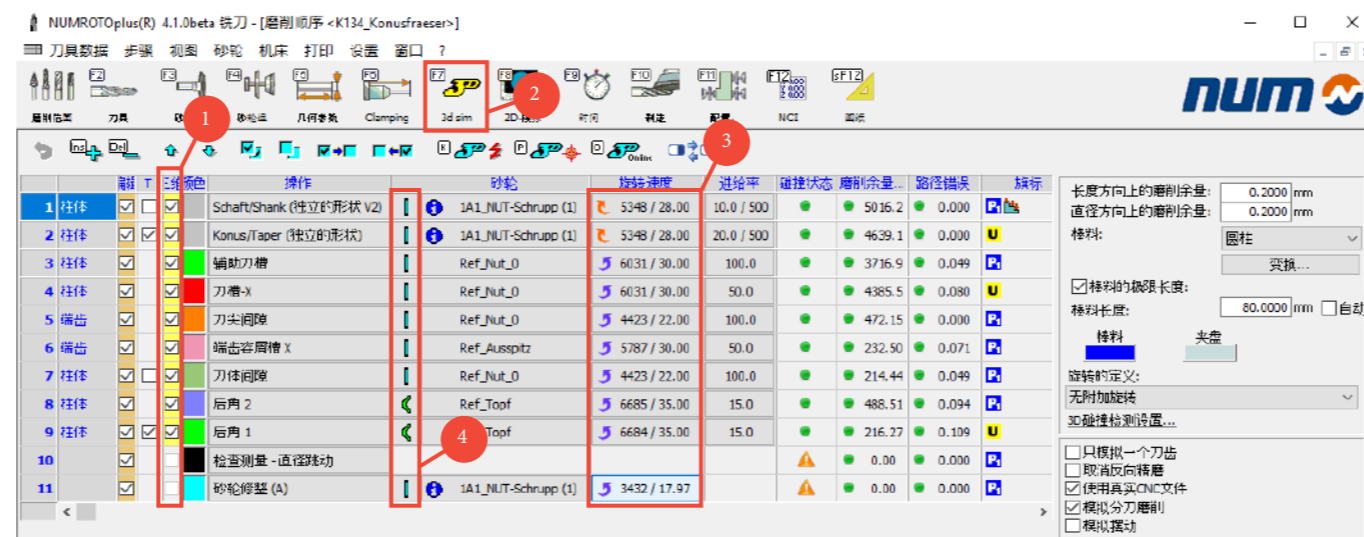 NUMROTOplus(R) 4.1.0beta 铣刀 - [磨削顺序 <K134_Konusfraeser>]
刀具数据 步骤 视图 砂轮 机床 打印 设置 窗口 ?
F2 F3 F4 F5 F6 F7 F8 F9 F10 F11 F12 sF12
刀具 砂轮组 几何参数 Clamping 3d sim 时间 制造 配置 NCI 图纸
num
1 2 3 4
Ins Del K P O Online
编辑 T 三维 颜色 操作 砂轮 旋转速度 进给率 碰撞状态 磨削余量... 路径错误 旗标
1 柱体 Schaft/Shank (独立的形状 V2) 1A1_NUT-Schrupp (1) 5348 / 28.00 10.0 / 500 5016.2 0.000
2 柱体 Konus/Taper (独立的形状) 1A1_NUT-Schrupp (1) 5348 / 28.00 20.0 / 500 4639.1 0.000 U
3 柱体 辅助刀槽 Ref_Nut_0 6031 / 30.00 100.0 3716.9 0.049
4 柱体 刀槽-X Ref_Nut_0 6031 / 30.00 50.0 4385.5 0.080 U
5 端齿 刀尖间隙 Ref_Nut_0 4423 / 22.00 100.0 472.15 0.000
6 端齿 端齿容屑槽 X Ref_Ausspitz 5787 / 30.00 50.0 232.50 0.071
7 柱体 刀体间隙 Ref_Nut_0 4423 / 22.00 100.0 214.44 0.049
8 柱体 后角 2 Ref_Topf 6685 / 35.00 15.0 488.51 0.094
9 柱体 后角 1 Topf 6684 / 35.00 15.0 216.27 0.109 U
10 检查测量 -直径跳动 0.00 0.000
11 砂轮修整 (A) 1A1_NUT-Schrupp (1) 3432 / 17.97 0.00 0.000
长度方向上的磨削余量: 0.2000 mm
直径方向上的磨削余量: 0.2000 mm
棒料: 圆柱
变换...
棒料的极限长度:
棒料长度: 80.0000 mm 自动
棒料 夹盘
旋转的定义:
无附加旋转
3D碰撞检测设置...
只模拟一个刀齿
取消反向精磨
使用真实CNC文件
模拟分刀磨削
模拟摆动